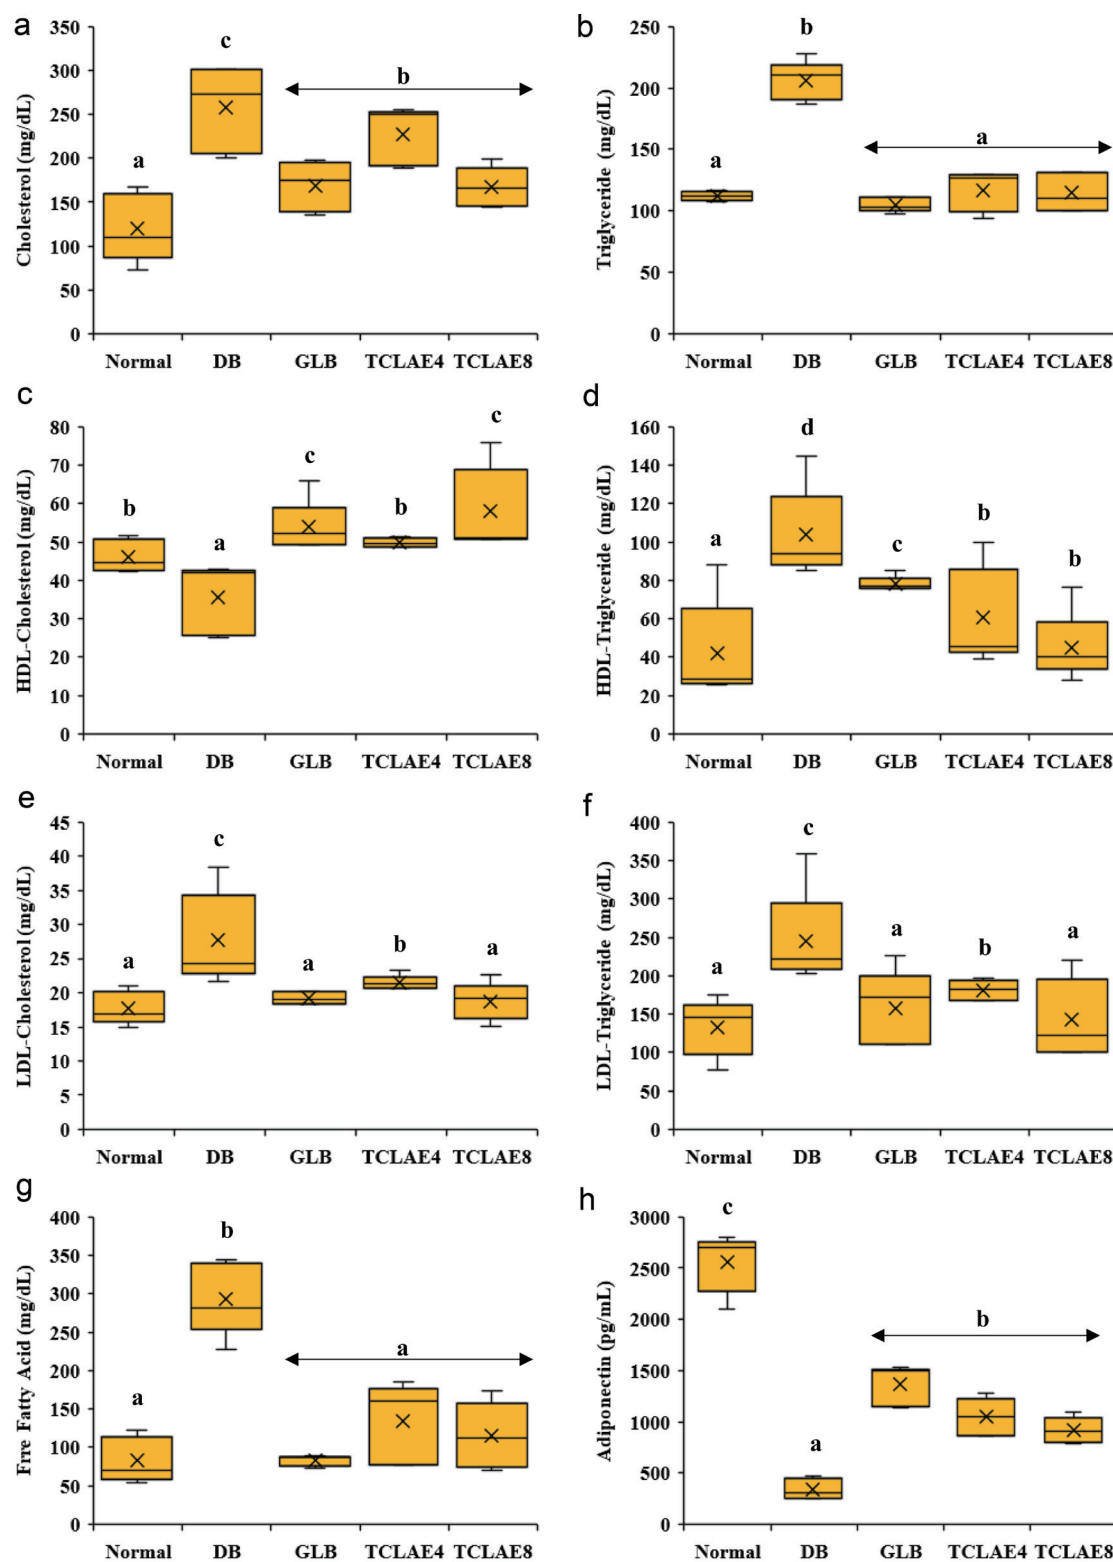 a
Cholesterol (mg/dL)
350
300
250
200
150
100
50
0
a
c
b
Normal DB GLB TCLAE4 TCLAE8
b
Triglyceride (mg/dL)
250
200
150
100
50
0
a
b
a
Normal DB GLB TCLAE4 TCLAE8
c
HDL-Cholesterol (mg/dL)
80
70
60
50
40
30
20
10
0
b
a
c
b
c
Normal DB GLB TCLAE4 TCLAE8
d
HDL-Triglyceride (mg/dL)
160
140
120
100
80
60
40
20
0
a
d
c
b
b
Normal DB GLB TCLAE4 TCLAE8
e
LDL-Cholesterol (mg/dL)
45
40
35
30
25
20
15
10
5
0
a
c
a
b
a
Normal DB GLB TCLAE4 TCLAE8
f
LDL-Triglyceride (mg/dL)
400
350
300
250
200
150
100
50
0
a
c
a
b
a
Normal DB GLB TCLAE4 TCLAE8
g
Frre Fatty Acid (mg/dL)
400
350
300
250
200
150
100
50
0
a
b
a
Normal DB GLB TCLAE4 TCLAE8
h
Adiponectin (pg/mL)
3000
2500
2000
1500
1000
500
0
c
a
b
Normal DB GLB TCLAE4 TCLAE8